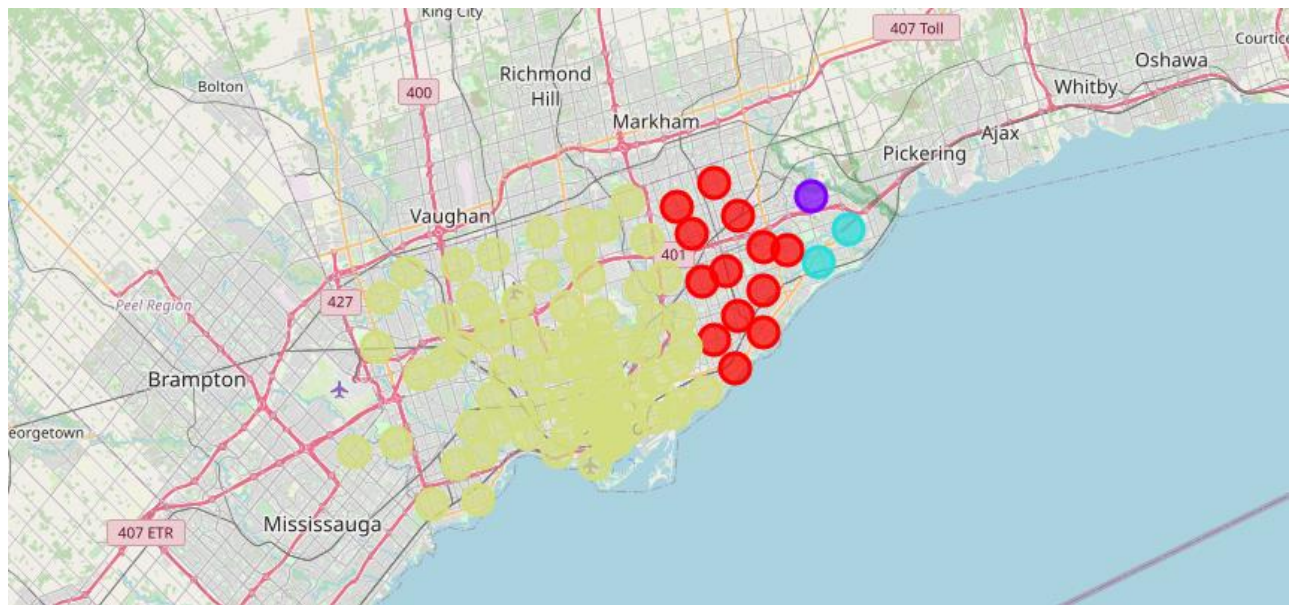 King City
407 Toll
Courtice
Oshawa
Bolton
400
Richmond
Hill
Whitby
Markham
Ajax
Pickering
Vaughan
401
Peel Region
427
Brampton
eorgetown
Mississauga
407 ETR